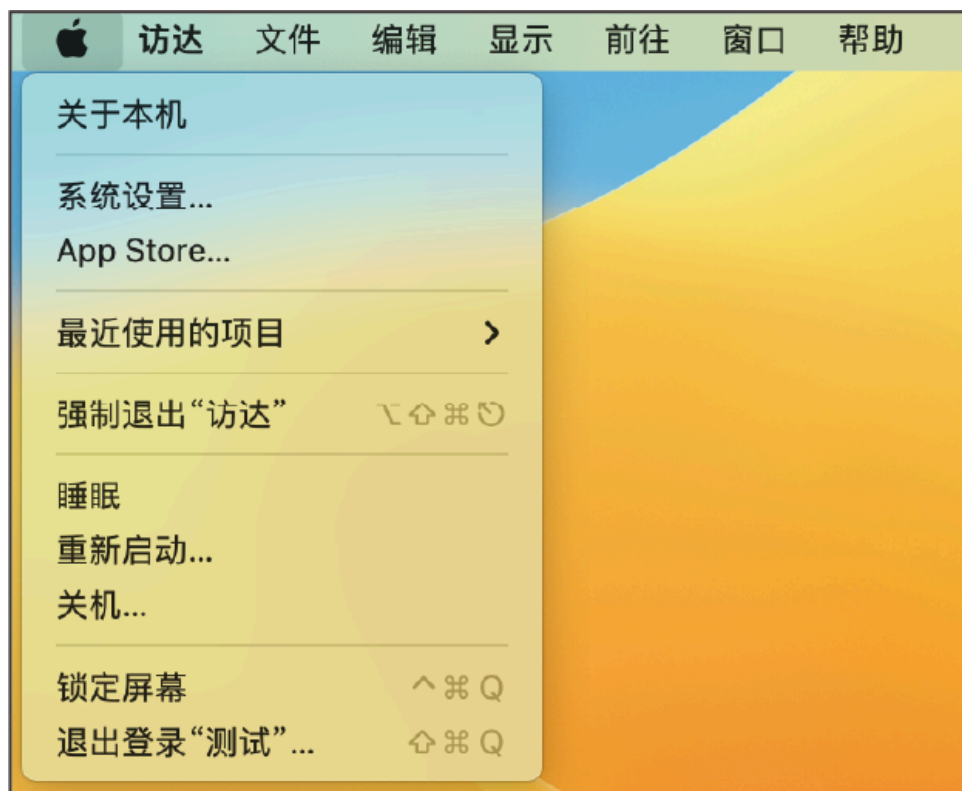 访达 文件 编辑 显示 前往 窗口 帮助
关于本机
系统设置...
App Store...
最近使用的项目
强制退出“访达” ⌥⇧⌘⎋
睡眠
重新启动...
关机...
锁定屏幕 ^⌘Q
退出登录“测试”... ⇧⌘Q